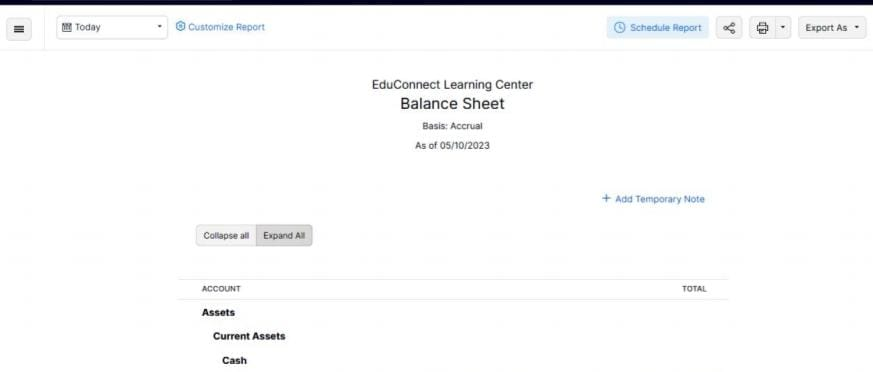 Today
Customize Report
Schedule Report
Export As
EduConnect Learning Center
Balance Sheet
Basis: Accrual
As of 05/10/2023
+ Add Temporary Note
Collapse all Expand All
ACCOUNT TOTAL
Assets
Current Assets
Cash